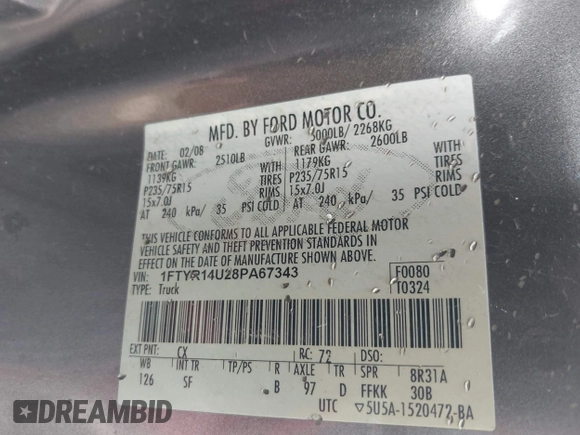 MFD. BY FORD MOTOR CO.
DATE: 02/08 GVWR: 5000LB/ 2268KG
FRONT GAWR: 2510LB REAR GAWR: 2600LB
1139KG WITH 1179KG WITH
P235/75R15 TIRES P235/75R15 TIRES
15x7.0J RIMS 15x7.0J RIMS
AT 240 kPa/ 35 PSI COLD AT 240 kPa/ 35 PSI COLD
THIS VEHICLE CONFORMS TO ALL APPLICABLE FEDERAL MOTOR
VEHICLE SAFETY AND THEFT PREVENTION STANDARDS IN
EFFECT ON THE DATE OF MANUFACTURE SHOWN ABOVE.
VIN: 1FTYR14U28PA67343 F0080
TYPE: Truck T0324
EXT PNT: CX RC: 72 DSO:
WB INT TR TP/PS R AXLE TR SPR 8R31A
126 SF B 97 D FFKK 30B
UTC ▽5U5A-1520472-BA
DREAMBID